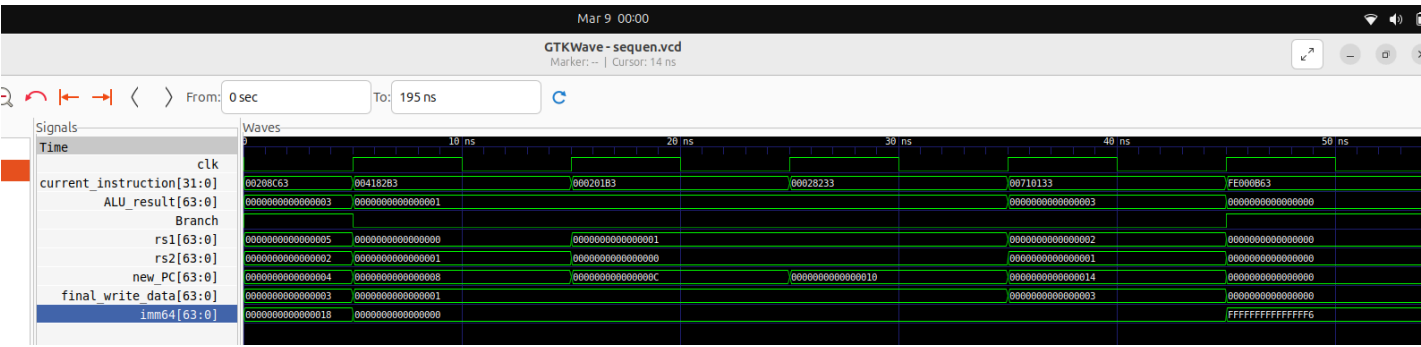 Mar 9 00:00
GTKWave - sequen.vcd
Marker: -- | Cursor: 14 ns
From: 0 sec To: 195 ns
Signals Waves
Time 0 10 ns 20 ns 30 ns 40 ns 50 ns
clk
current_instruction[31:0] 00208C63 004182B3 000201B3 00028233 00710133 FE000B63
ALU_result[63:0] 0000000000000003 0000000000000001 0000000000000003 0000000000000000
Branch
rs1[63:0] 0000000000000005 0000000000000000 0000000000000001 0000000000000002 0000000000000000
rs2[63:0] 0000000000000002 0000000000000001 0000000000000000 0000000000000001 0000000000000000
new_PC[63:0] 0000000000000004 0000000000000008 000000000000000C 0000000000000010 0000000000000014 0000000000000000
final_write_data[63:0] 0000000000000003 0000000000000001 0000000000000003 0000000000000000
imm64[63:0] 0000000000000018 0000000000000000 FFFFFFFFFFFFFFF6